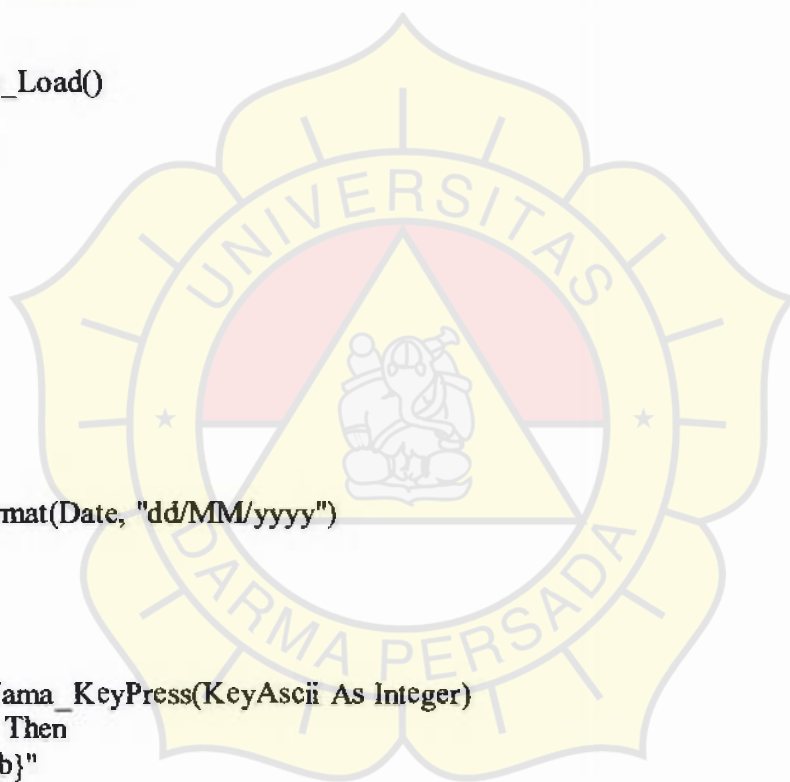 _Load()
UNIVERSITAS
rmat(Date, "dd/MM/yyyy")
DARMA PERSADA
Nama_KeyPress(KeyAscii As Integer)
Then
b}"